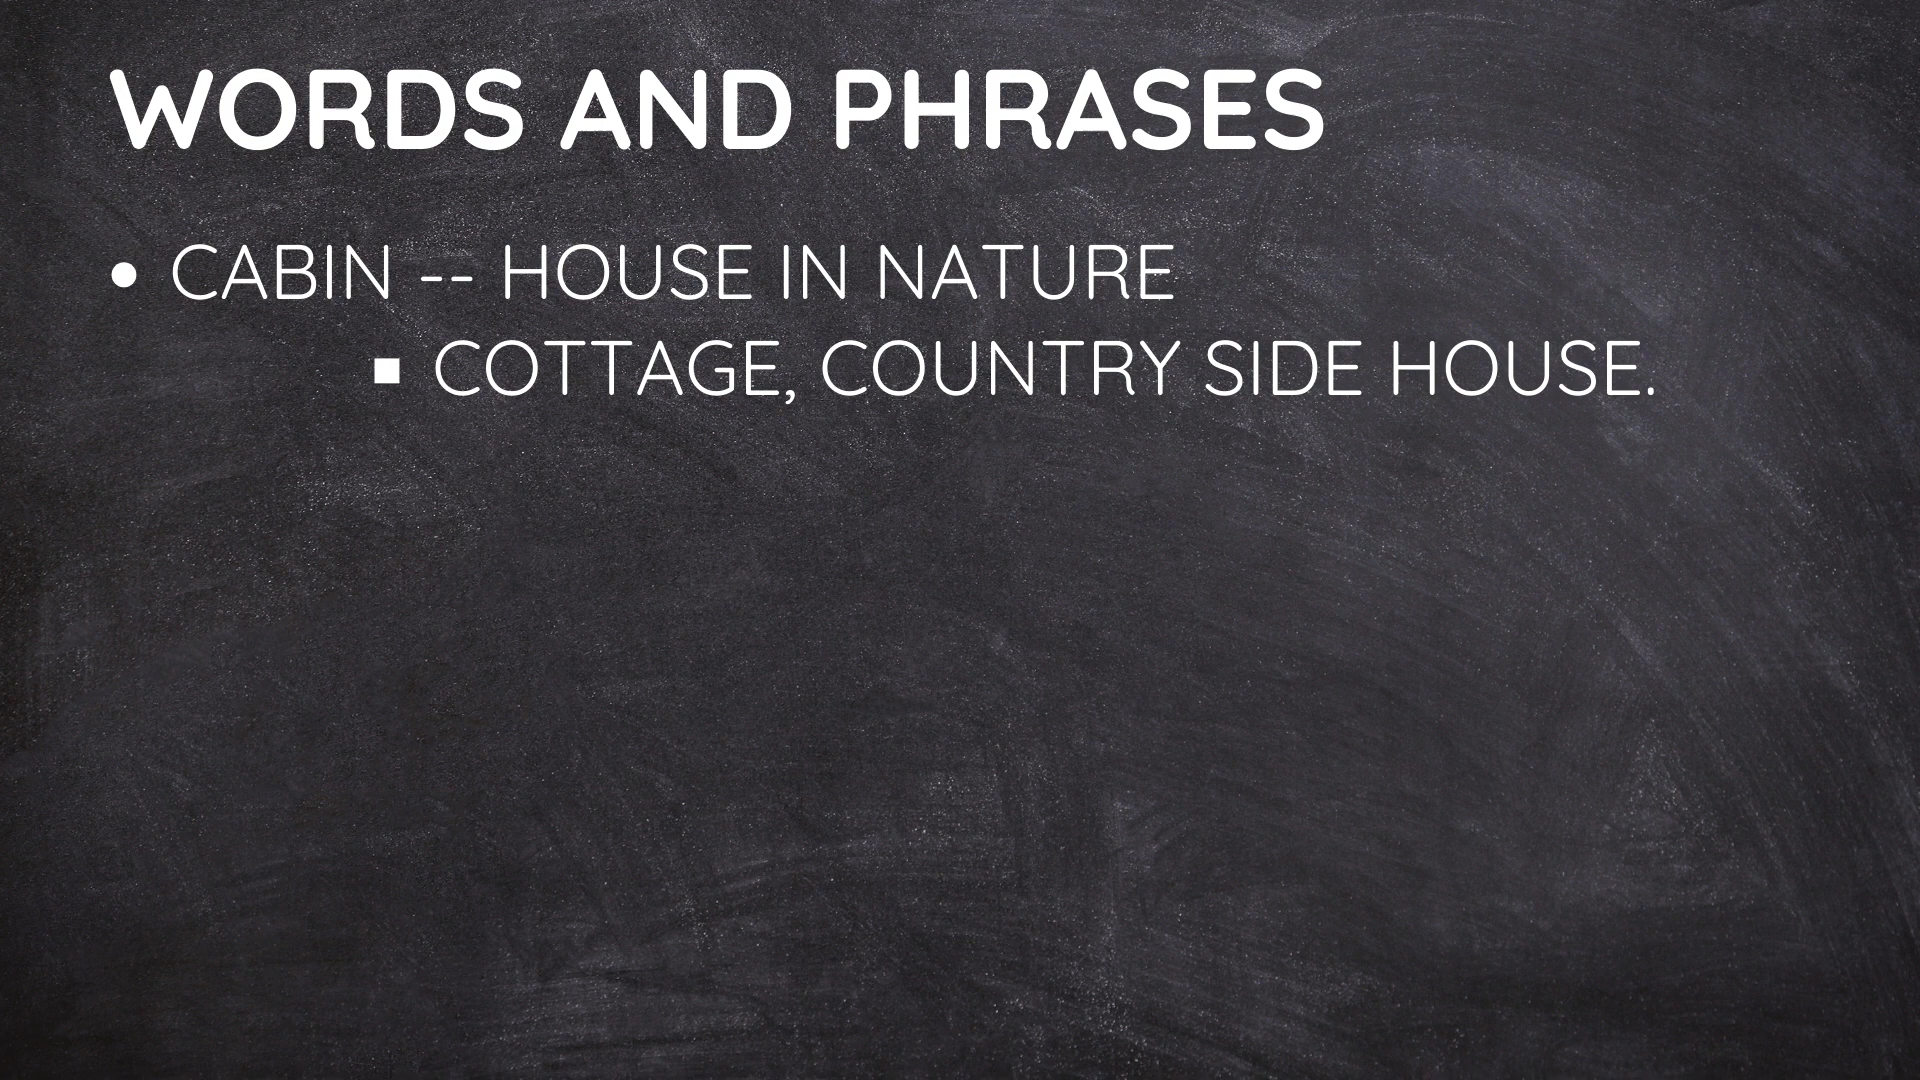 WORDS AND PHRASES
• CABIN -- HOUSE IN NATURE
▪ COTTAGE, COUNTRY SIDE HOUSE.